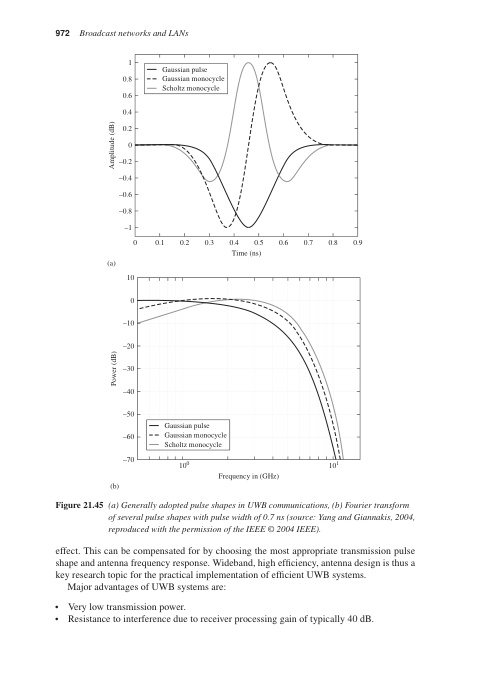 972 Broadcast networks and LANs
1
0.8
0.6
0.4
0.2
0
−0.2
−0.4
−0.6
−0.8
−1
Amplitude (dB)
Gaussian pulse
Gaussian monocycle
Scholtz monocycle
0 0.1 0.2 0.3 0.4 0.5 0.6 0.7 0.8 0.9
Time (ns)
(a)
10
0
−10
−20
−30
−40
−50
−60
−70
Power (dB)
Gaussian pulse
Gaussian monocycle
Scholtz monocycle
10⁰ 10¹
Frequency in (GHz)
(b)
Figure 21.45 (a) Generally adopted pulse shapes in UWB communications, (b) Fourier transform
of several pulse shapes with pulse width of 0.7 ns (source: Yang and Giannakis, 2004,
reproduced with the permission of the IEEE © 2004 IEEE).
effect. This can be compensated for by choosing the most appropriate transmission pulse
shape and antenna frequency response. Wideband, high efficiency, antenna design is thus a
key research topic for the practical implementation of efficient UWB systems.
Major advantages of UWB systems are:
• Very low transmission power.
• Resistance to interference due to receiver processing gain of typically 40 dB.